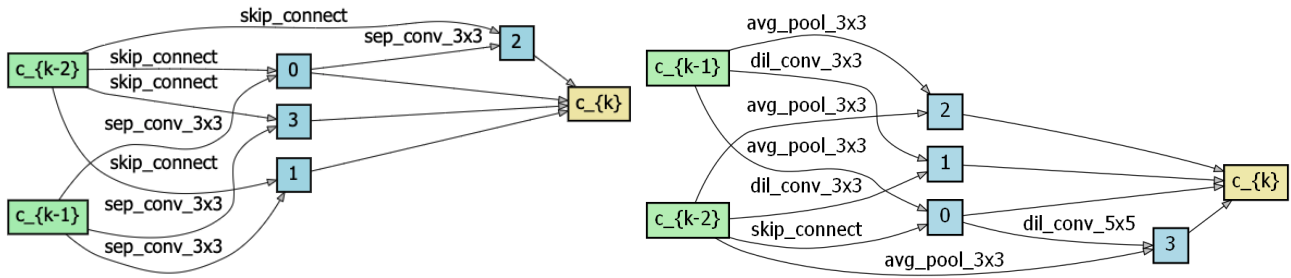 skip_connect
sep_conv_3x3
2
c_{k-2}
skip_connect
0
skip_connect
c_{k}
3
sep_conv_3x3
skip_connect
1
c_{k-1}
sep_conv_3x3
sep_conv_3x3
avg_pool_3x3
c_{k-1}
dil_conv_3x3
avg_pool_3x3
2
avg_pool_3x3
1
dil_conv_3x3
c_{k}
c_{k-2}
skip_connect
0
dil_conv_5x5
3
avg_pool_3x3